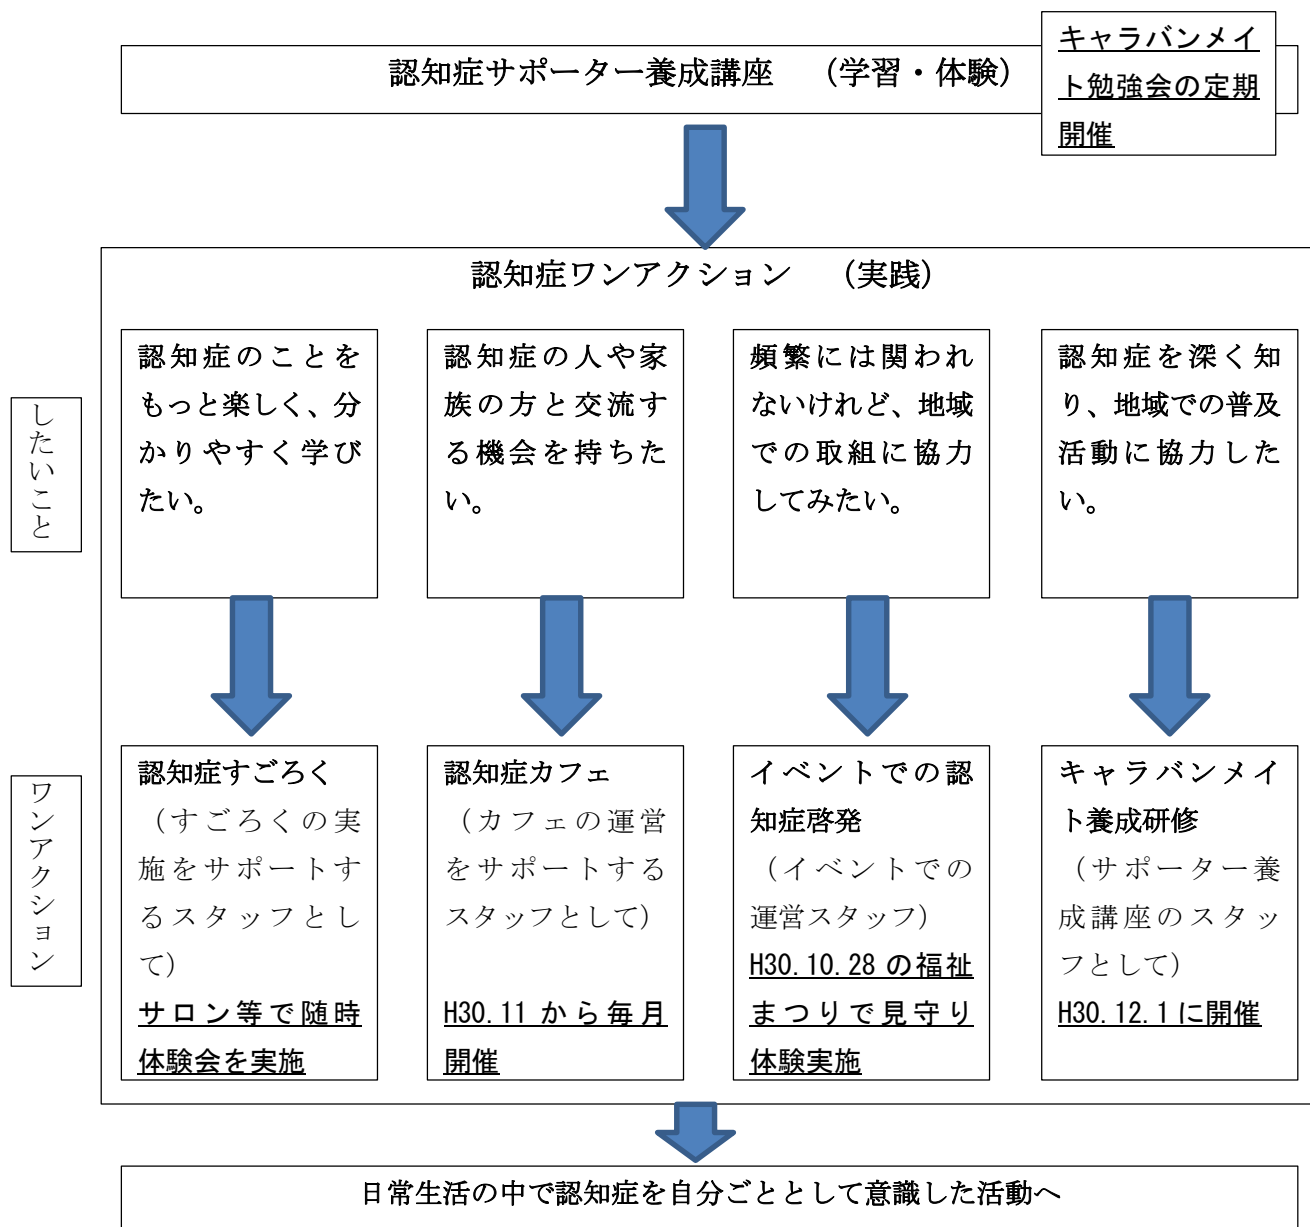 認知症サポーター養成講座　（学習・体験）
キャラバンメイ
ト勉強会の定期
開催
認知症ワンアクション　（実践）
したいこと
認知症のことを
もっと楽しく、分
かりやすく学び
たい。
認知症の人や家
族の方と交流す
る機会を持ちた
い。
頻繁には関われ
ないけれど、地域
での取組に協力
してみたい。
認知症を深く知
り、地域での普及
活動に協力した
い。
ワンアクション
認知症すごろく
（すごろくの実
施をサポートす
るスタッフとし
て）
サロン等で随時
体験会を実施
認知症カフェ
（カフェの運営
をサポートする
スタッフとして）
H30.11 から毎月
開催
イベントでの認
知症啓発
（イベントでの
運営スタッフ）
H30.10.28 の福祉
まつりで見守り
体験実施
キャラバンメイ
ト養成研修
（サポーター養
成講座のスタッ
フとして）
H30.12.1 に開催
日常生活の中で認知症を自分ごととして意識した活動へ